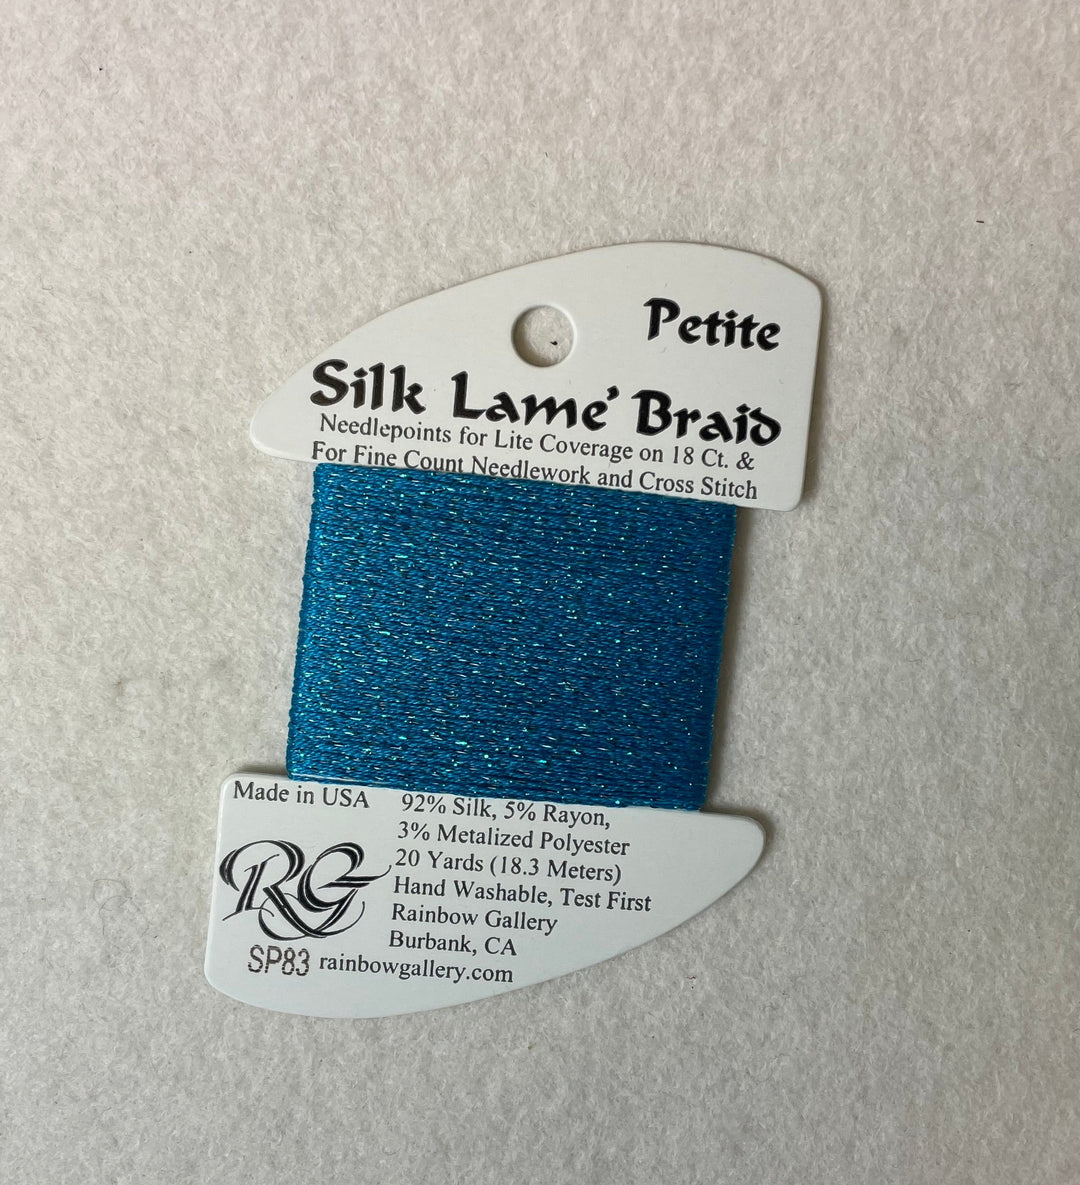 Petite
Silk Lame' Braid
Needlepoints for Lite Coverage on 18 Ct. &
For Fine Count Needlework and Cross Stitch
Made in USA
92% Silk, 5% Rayon,
3% Metalized Polyester
20 Yards (18.3 Meters)
Hand Washable, Test First
Rainbow Gallery
Burbank, CA
RG
SP83 rainbowgallery.com